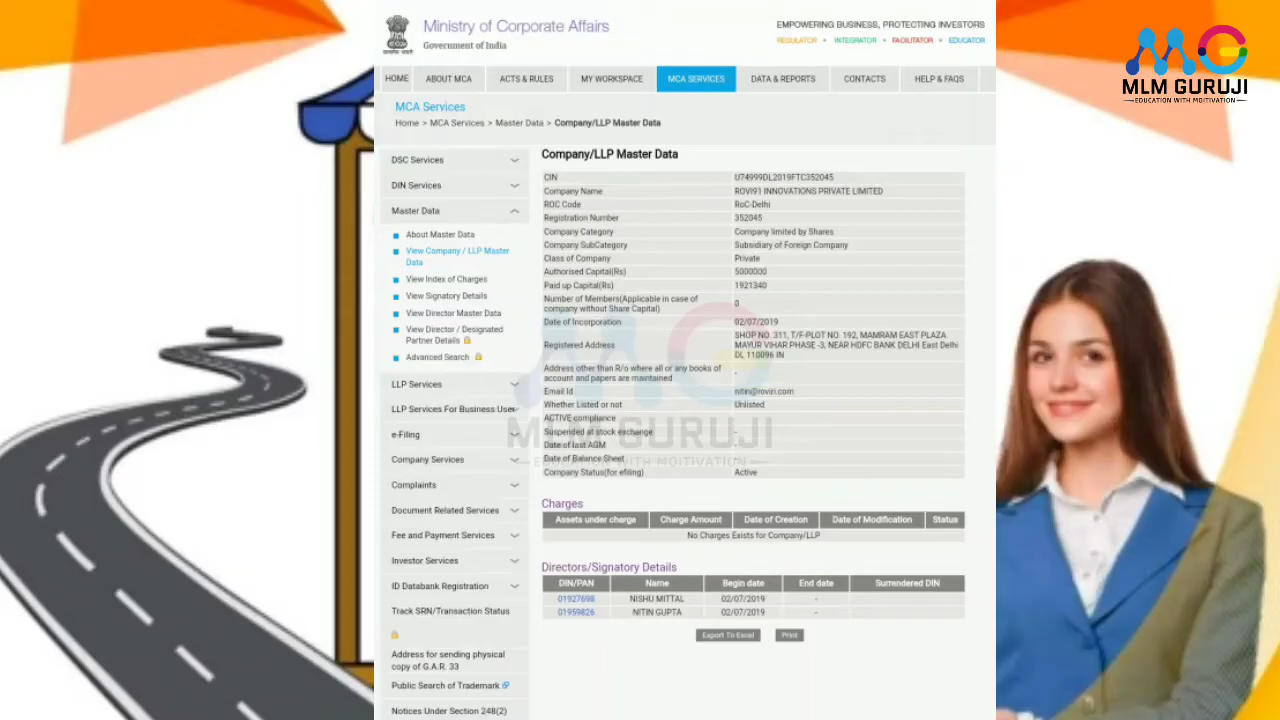 Ministry of Corporate Affairs
Government of India
EMPOWERING BUSINESS, PROTECTING INVESTORS
REGULATOR • INTEGRATOR • FACILITATOR • EDUCATOR
MLM GURUJI
EDUCATION WITH MOITIVATION
HOME ABOUT MCA ACTS & RULES MY WORKSPACE MCA SERVICES DATA & REPORTS CONTACTS HELP & FAQS
MCA Services
Home > MCA Services > Master Data > Company/LLP Master Data
DSC Services
DIN Services
Master Data
About Master Data
View Company / LLP Master
Data
View Index of Charges
View Signatory Details
View Director Master Data
View Director / Designated
Partner Details
Advanced Search
LLP Services
LLP Services For Business User
e-Filing
Company Services
Complaints
Document Related Services
Fee and Payment Services
Investor Services
ID Databank Registration
Track SRN/Transaction Status
Address for sending physical
copy of G.A.R. 33
Public Search of Trademark
Notices Under Section 248(2)
Company/LLP Master Data
CIN U74999DL2019FTC352045
Company Name ROVI91 INNOVATIONS PRIVATE LIMITED
ROC Code RoC-Delhi
Registration Number 352045
Company Category Company limited by Shares
Company SubCategory Subsidiary of Foreign Company
Class of Company Private
Authorised Capital(Rs) 5000000
Paid up Capital(Rs) 1921340
Number of Members(Applicable in case of
company without Share Capital) 0
Date of Incorporation 02/07/2019
Registered Address SHOP NO. 311, T/F-PLOT NO. 192, MAMRAM EAST PLAZA
MAYUR VIHAR PHASE -3, NEAR HDFC BANK DELHI East Delhi
DL 110096 IN
Address other than R/o where all or any books of
account and papers are maintained -
Email Id nitin@roviri.com
Whether Listed or not Unlisted
ACTIVE compliance -
Suspended at stock exchange -
Date of last AGM -
Date of Balance Sheet -
Company Status(for efiling) Active
MLM GURUJI
EDUCATION WITH MOITIVATION
Charges
Assets under charge Charge Amount Date of Creation Date of Modification Status
No Charges Exists for Company/LLP
Directors/Signatory Details
DIN/PAN Name Begin date End date Surrendered DIN
01927698 NISHU MITTAL 02/07/2019 -
01959826 NITIN GUPTA 02/07/2019 -
Export To Excel Print